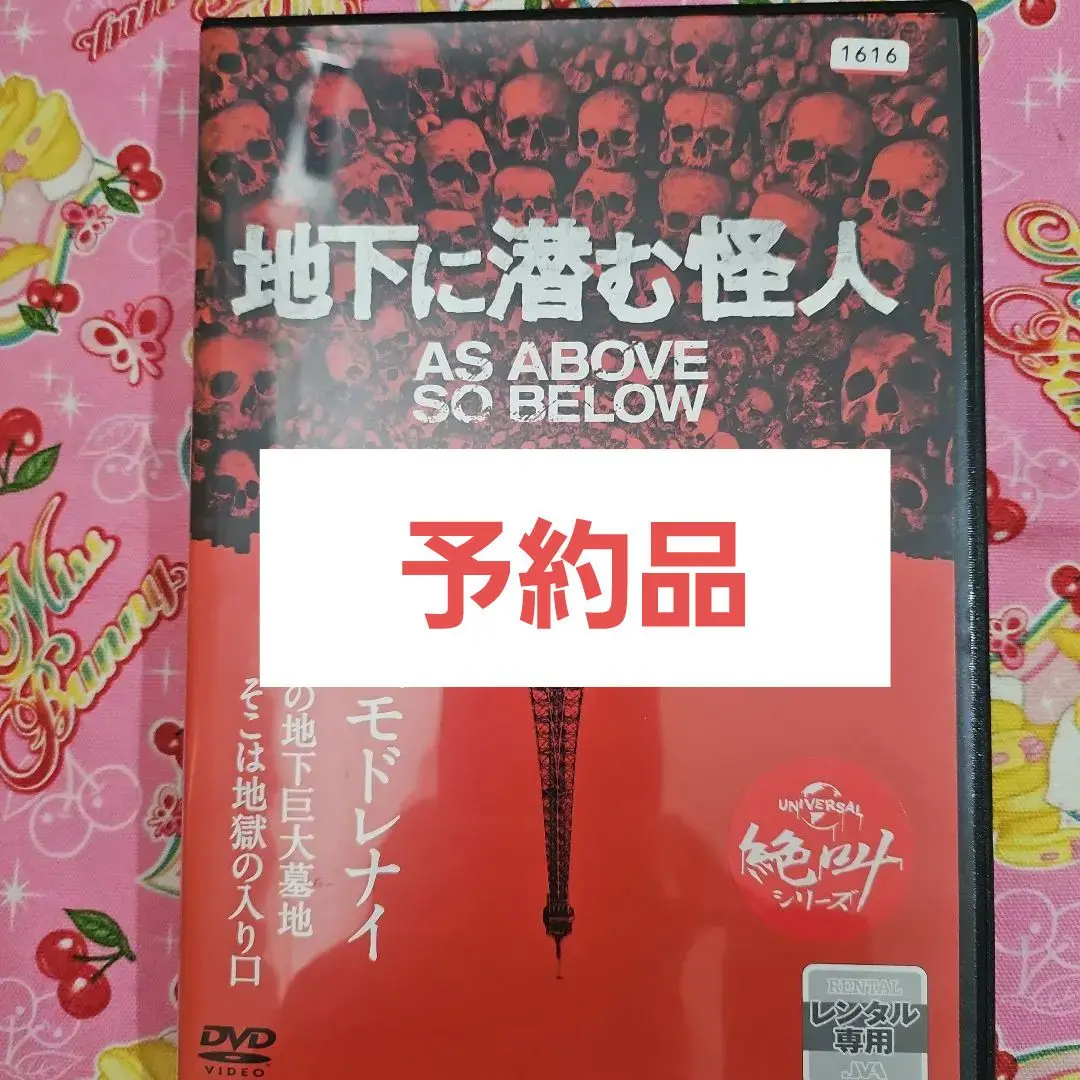 1616
地下に潜む怪人
AS ABOVE
SO BELOW
予約品
モドレナイ
の地下巨大墓地
そこは地獄の入り口
UNIVERSAL
絶叫
シリーズ
RENTAL
レンタル
専用
JVA
DVD
VIDEO
Miu
Bunny